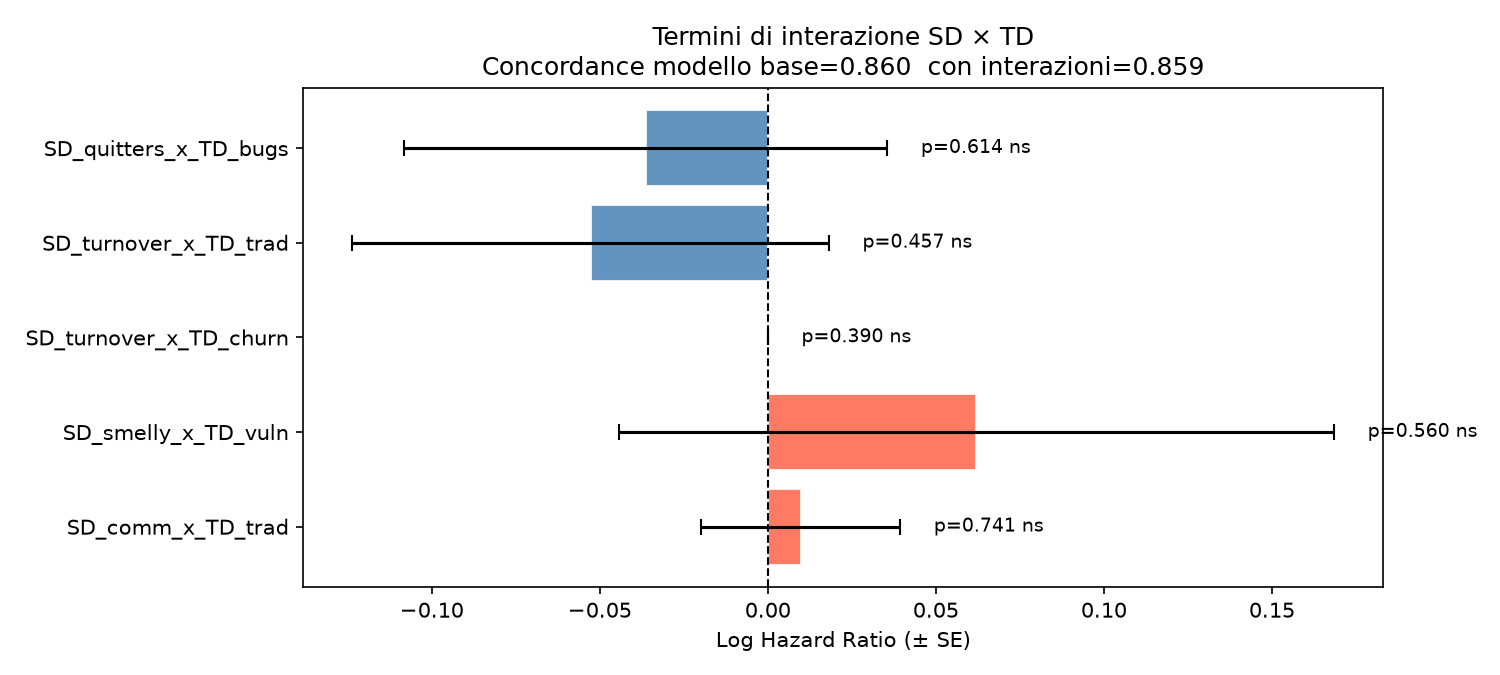 Termini di interazione SD × TD
Concordance modello base=0.860  con interazioni=0.859
SD_quitters_x_TD_bugs
p=0.614 ns
SD_turnover_x_TD_trad
p=0.457 ns
SD_turnover_x_TD_churn
p=0.390 ns
SD_smelly_x_TD_vuln
p=0.560 ns
SD_comm_x_TD_trad
p=0.741 ns
−0.10 −0.05 0.00 0.05 0.10 0.15
Log Hazard Ratio (± SE)